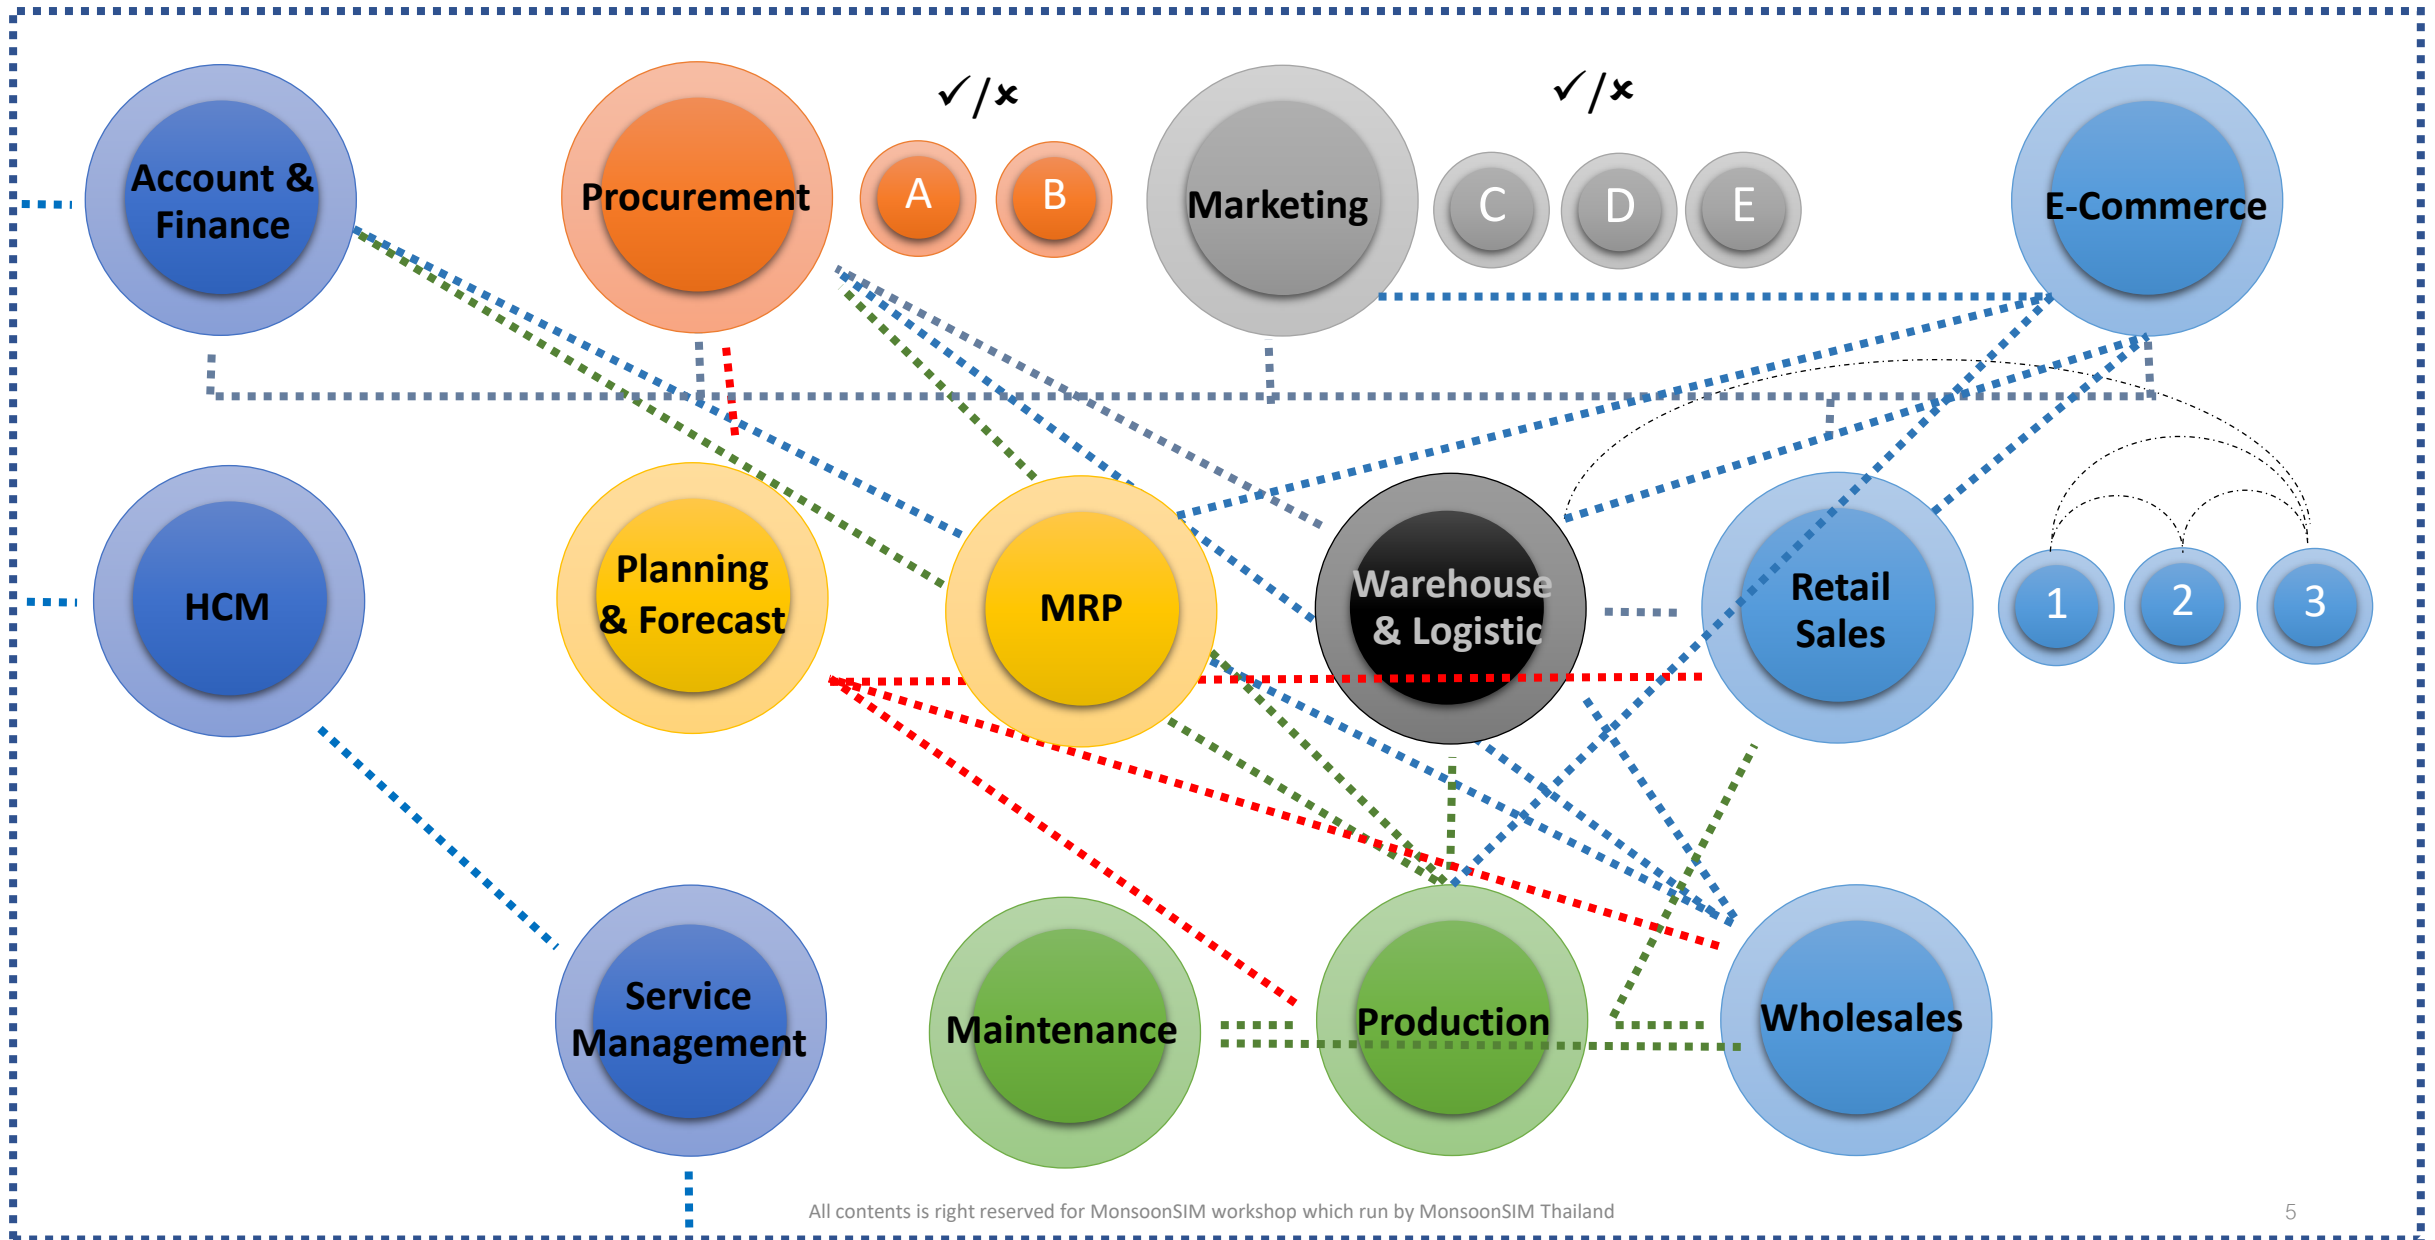 Account &
Finance
Procurement
✓/✗
A
B
Marketing
✓/✗
C
D
E
E-Commerce
HCM
Planning
& Forecast
MRP
Warehouse
& Logistic
Retail
Sales
1
2
3
Service
Management
Maintenance
Production
Wholesales
All contents is right reserved for MonsoonSIM workshop which run by MonsoonSIM Thailand
5